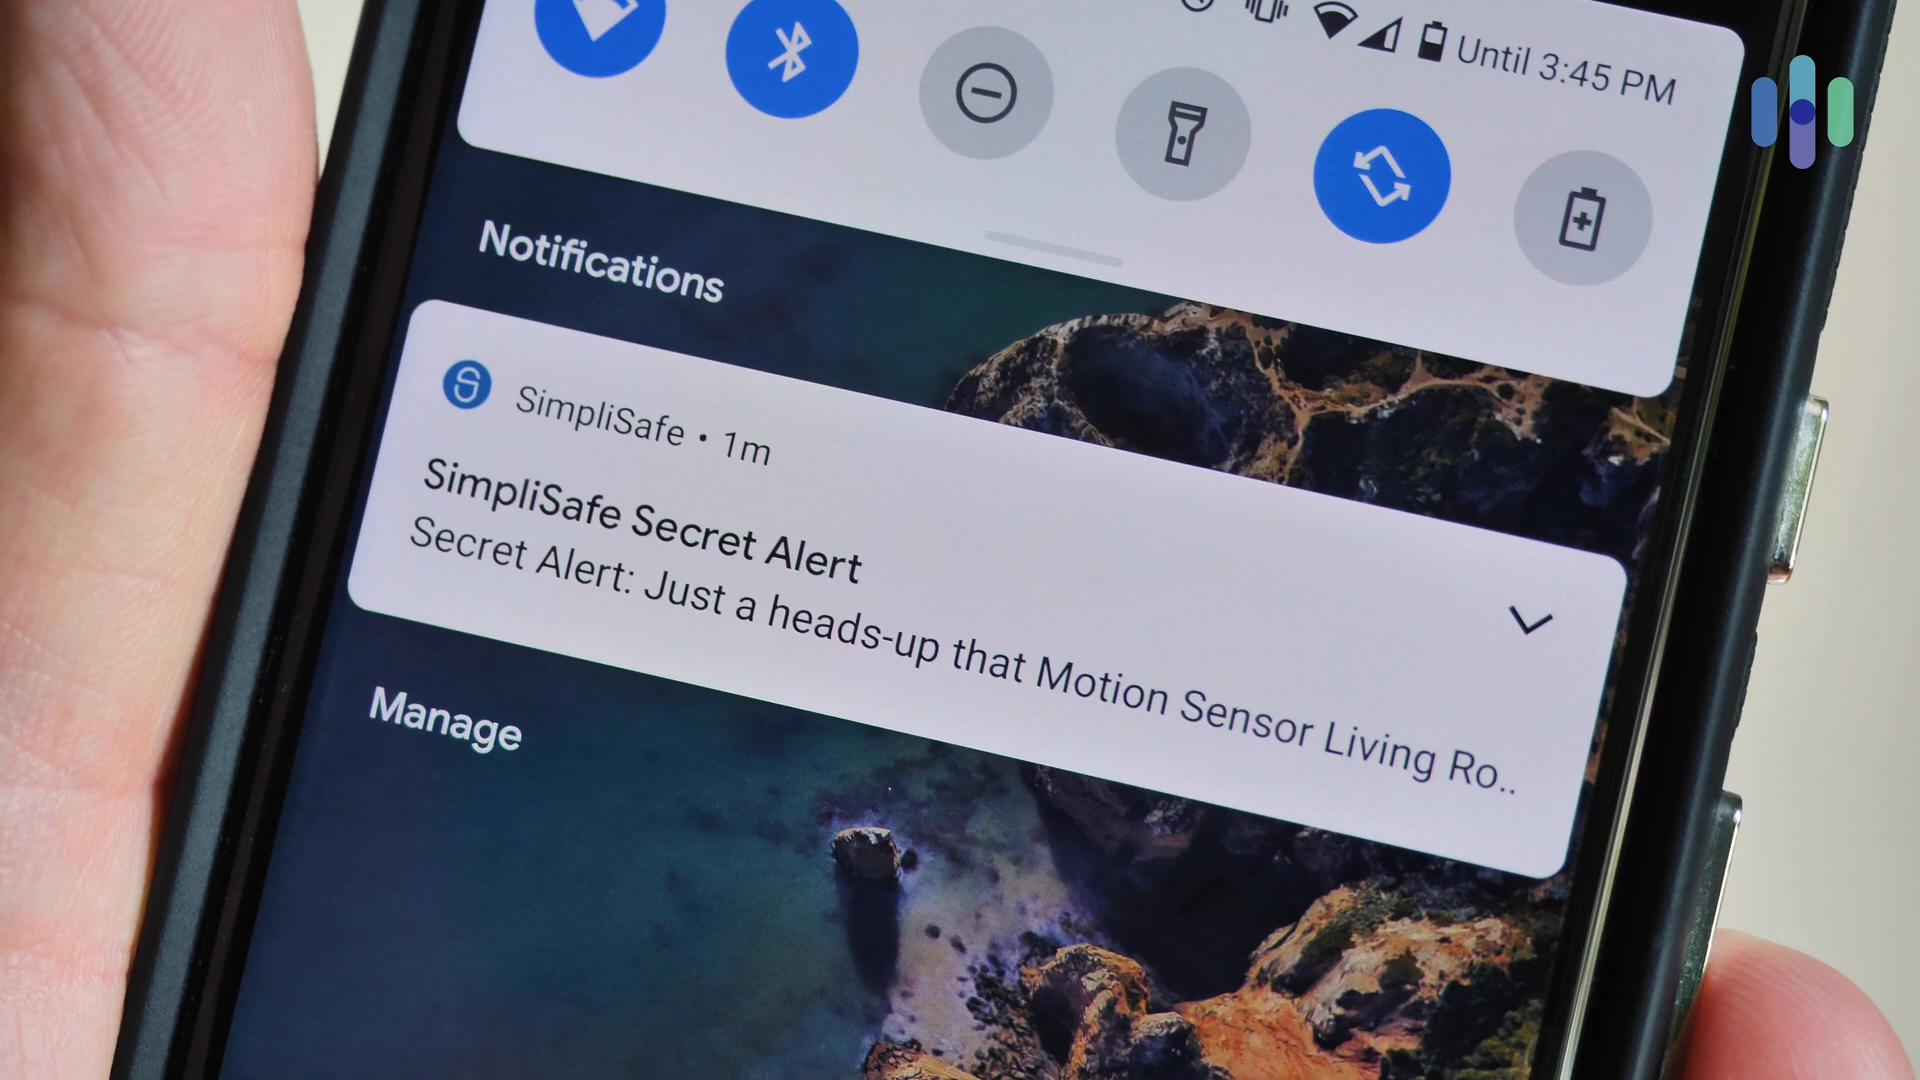 Until 3:45 PM
Notifications
SimpliSafe • 1m
SimpliSafe Secret Alert
Secret Alert: Just a heads-up that Motion Sensor Living Ro..
Manage